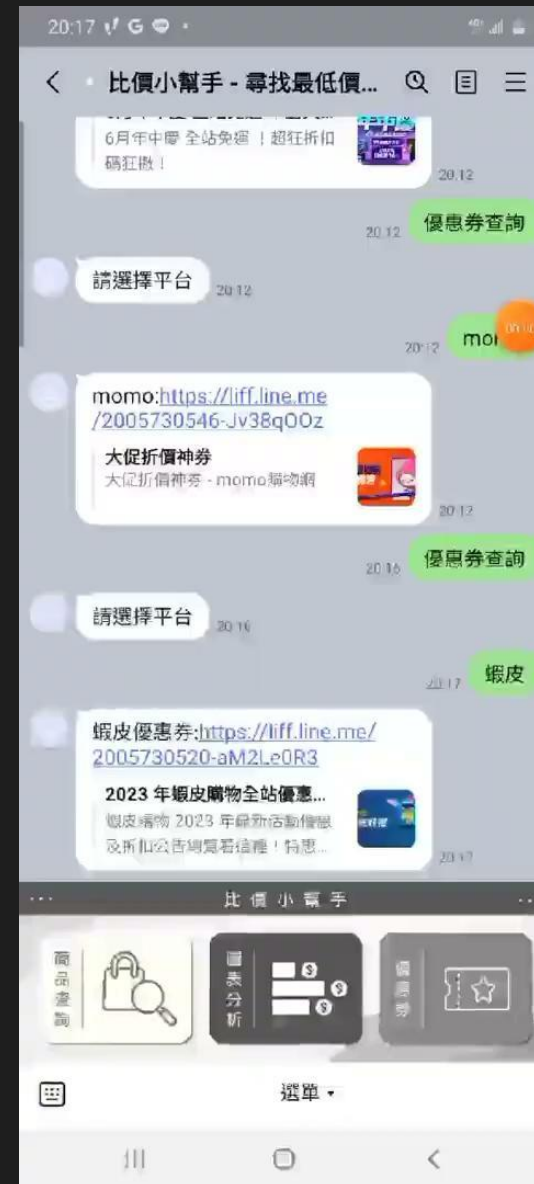 20:17
比價小幫手 - 尋找最低價...
6月年中慶 全站免運 ！超狂折扣
碼狂撒！
20:12
優惠券查詢
20:12
請選擇平台
20:12
20:12
momo:https://liff.line.me
/2005730546-Jv38qOOz
大促折價神券
大促折價神券 - momo購物網
20:12
優惠券查詢
20:16
請選擇平台
20:16
蝦皮
20:17
蝦皮優惠券:https://liff.line.me/
2005730520-aM2Le0R3
2023 年蝦皮購物全站優惠...
蝦皮購物 2023 年最新活動優惠
及折扣公告總覽看這裡！特惠...
20:17
比價小幫手
商品查詢
圖表分析
優惠券
選單